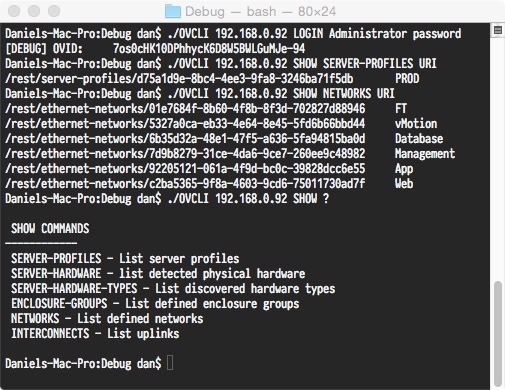 Debug — bash — 80×24
Daniels-Mac-Pro:Debug dan$ ./OVCLI 192.168.0.92 LOGIN Administrator password
[DEBUG] OVID: 7os0cHK10DPhhycK6D8W5BWLGuMJe-94
Daniels-Mac-Pro:Debug dan$ ./OVCLI 192.168.0.92 SHOW SERVER-PROFILES URI
/rest/server-profiles/d75a1d9e-8bc4-4ee3-9fa8-3246ba71f5db PROD
Daniels-Mac-Pro:Debug dan$ ./OVCLI 192.168.0.92 SHOW NETWORKS URI
/rest/ethernet-networks/01e7684f-8b60-4f8b-8f3d-702827d88946 FT
/rest/ethernet-networks/5327a0ca-eb33-4e64-8e45-5fd6b66bbd44 vMotion
/rest/ethernet-networks/6b35d32a-48e1-47f5-a636-5fa94815ba0d Database
/rest/ethernet-networks/7d9b8279-31ce-4da6-9ce7-260ee9c48982 Management
/rest/ethernet-networks/92205121-061a-4f9d-bc0c-39828dcc6e55 App
/rest/ethernet-networks/c2ba5365-9f8a-4603-9cd6-75011730ad7f Web
Daniels-Mac-Pro:Debug dan$ ./OVCLI 192.168.0.92 SHOW ?
SHOW COMMANDS
------------
SERVER-PROFILES - List server profiles
SERVER-HARDWARE - list detected physical hardware
SERVER-HARDWARE-TYPES - List discovered hardware types
ENCLOSURE-GROUPS - List defined enclosure groups
NETWORKS - List defined networks
INTERCONNECTS - List uplinks
Daniels-Mac-Pro:Debug dan$